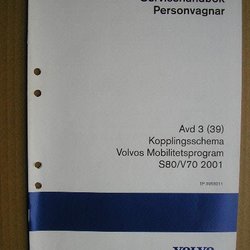 Servicehandbok
Personvagnar
Avd 3 (39)
Kopplingsschema
Volvos Mobilitetsprogram
S80/V70 2001
VOLVO